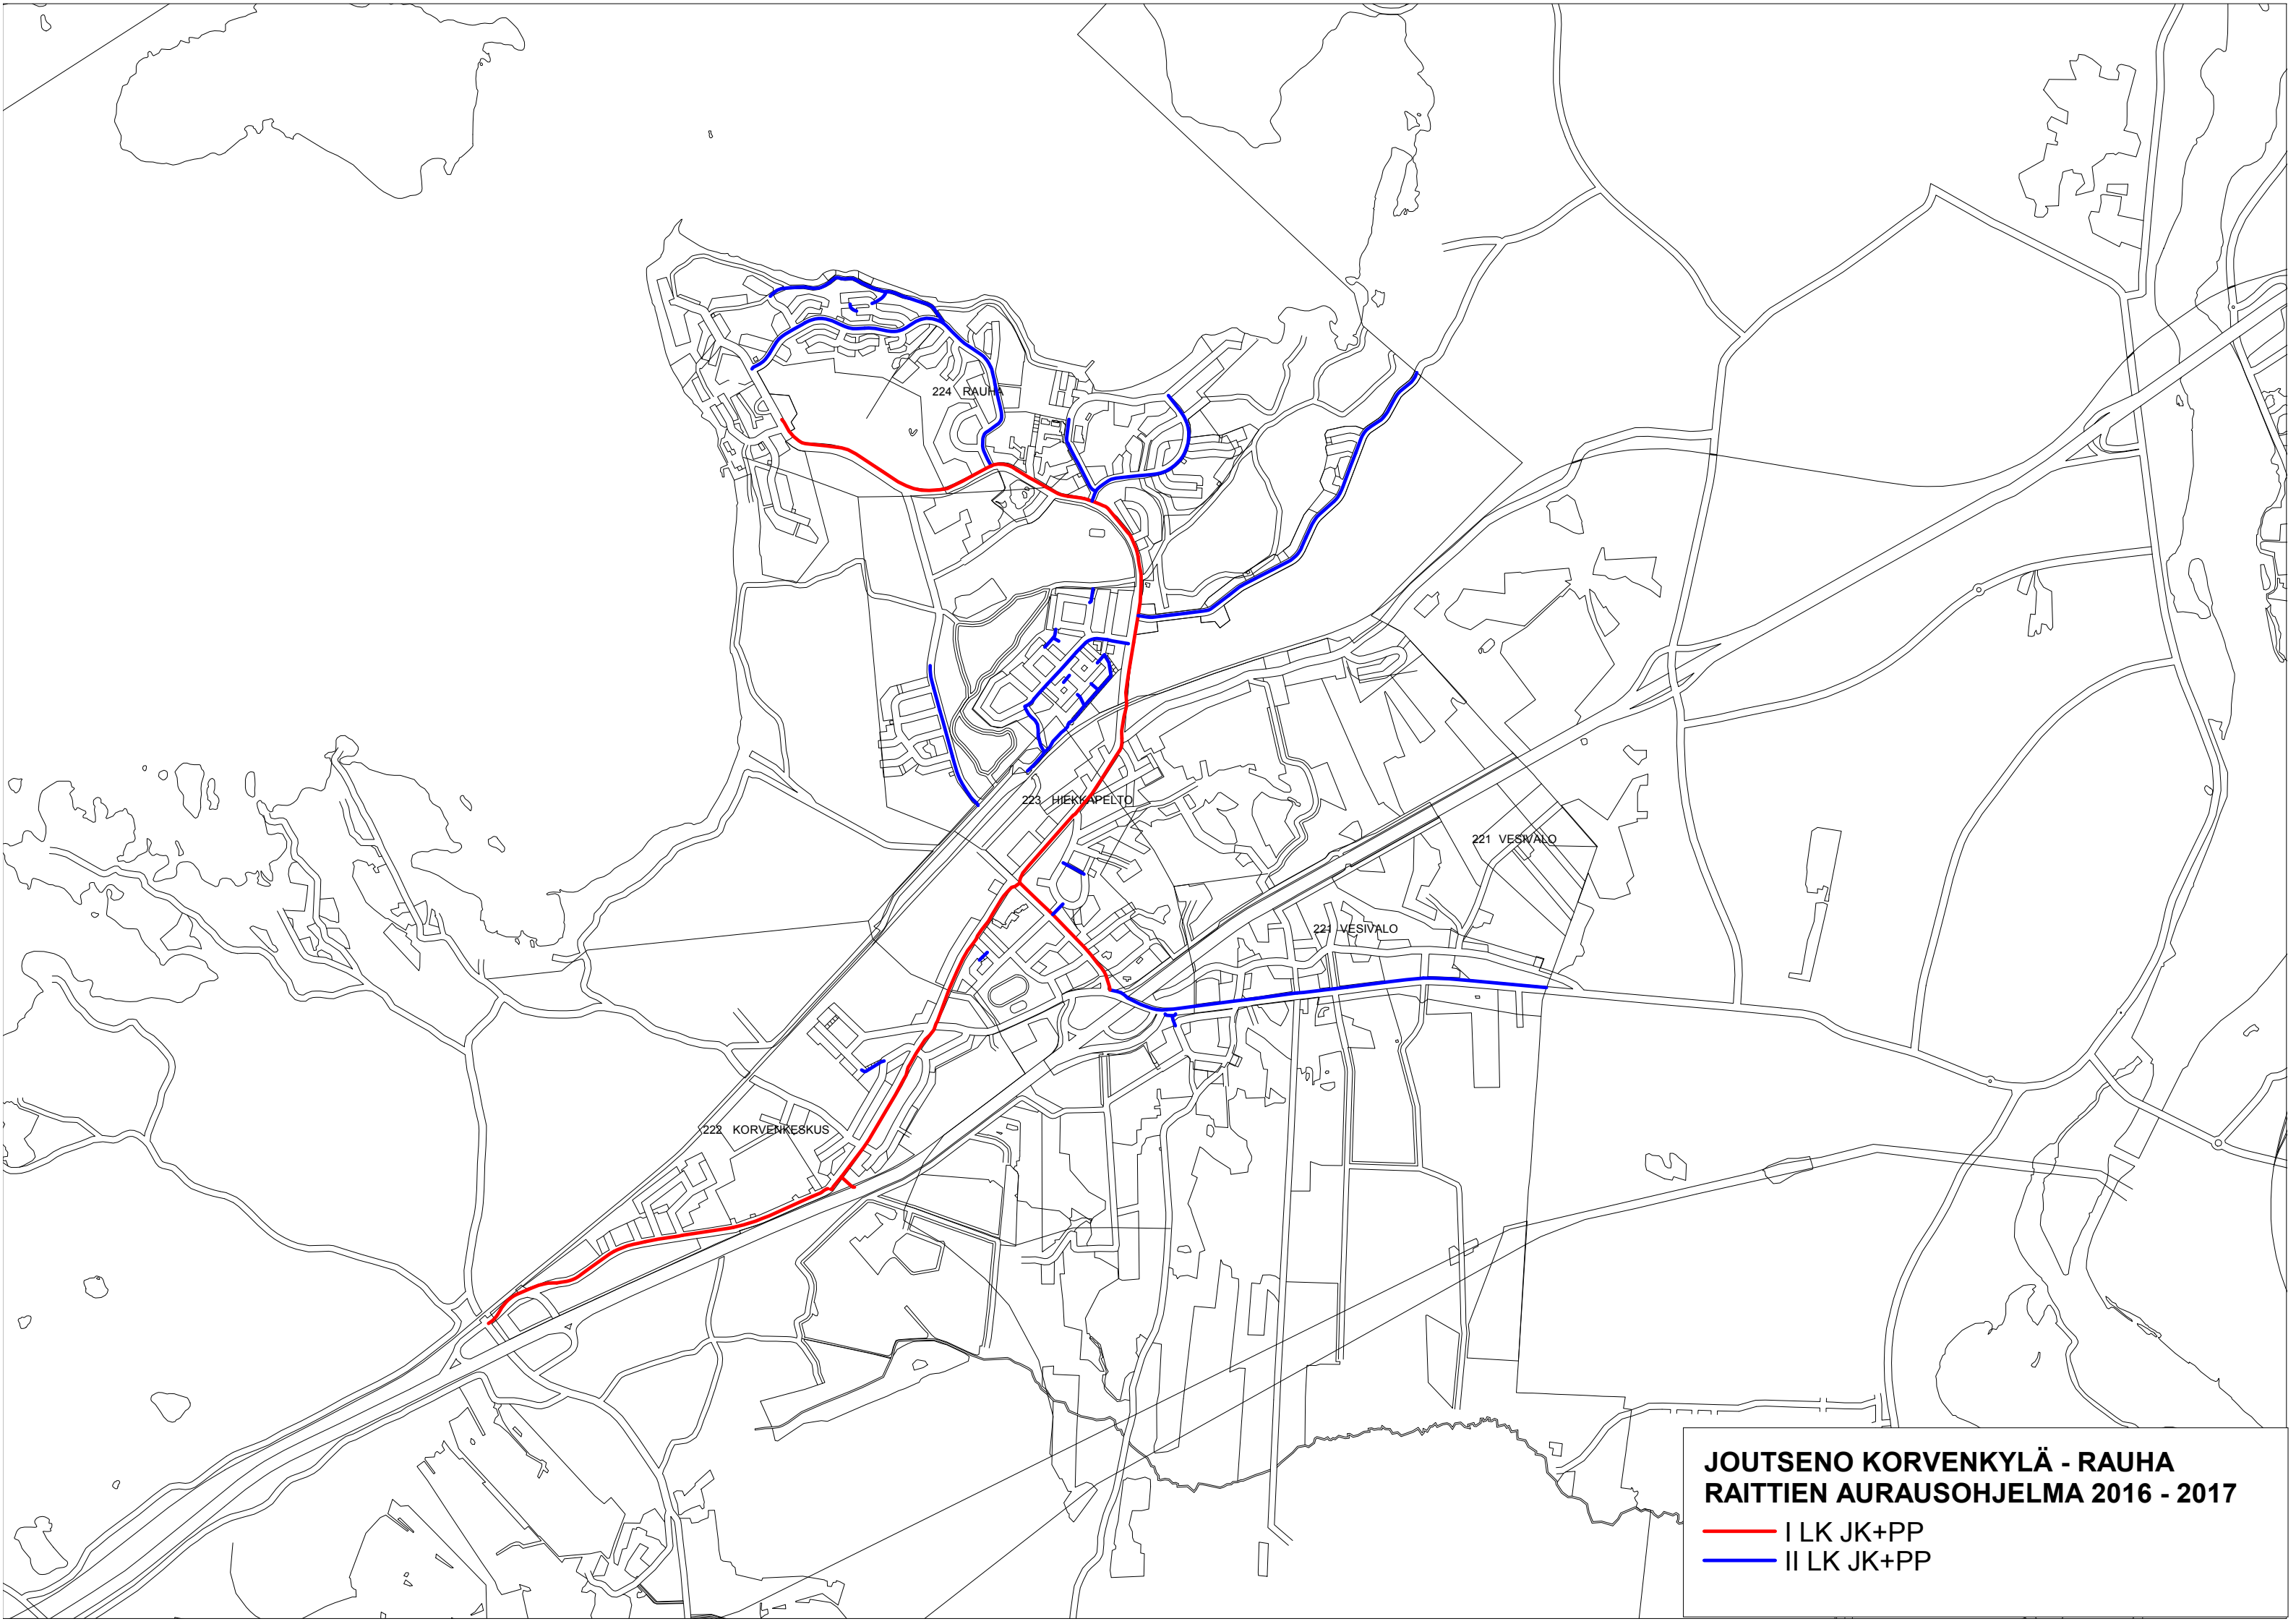 224 RAUHA
223 HIEKKAPELTO
221 VESIVALO
221 VESIVALO
222 KORVENKESKUS
JOUTSENO KORVENKYLÄ - RAUHA
RAITTIEN AURAUSOHJELMA 2016 - 2017
I LK JK+PP
II LK JK+PP